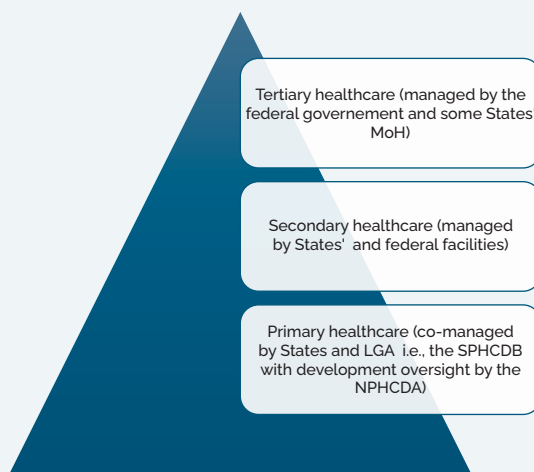 Tertiary healthcare (managed by the
federal governement and some States'
MoH)
Secondary healthcare (managed
by States' and federal facilities)
Primary healthcare (co-managed
by States and LGA i.e., the SPHCDB
with development oversight by the
NPHCDA)